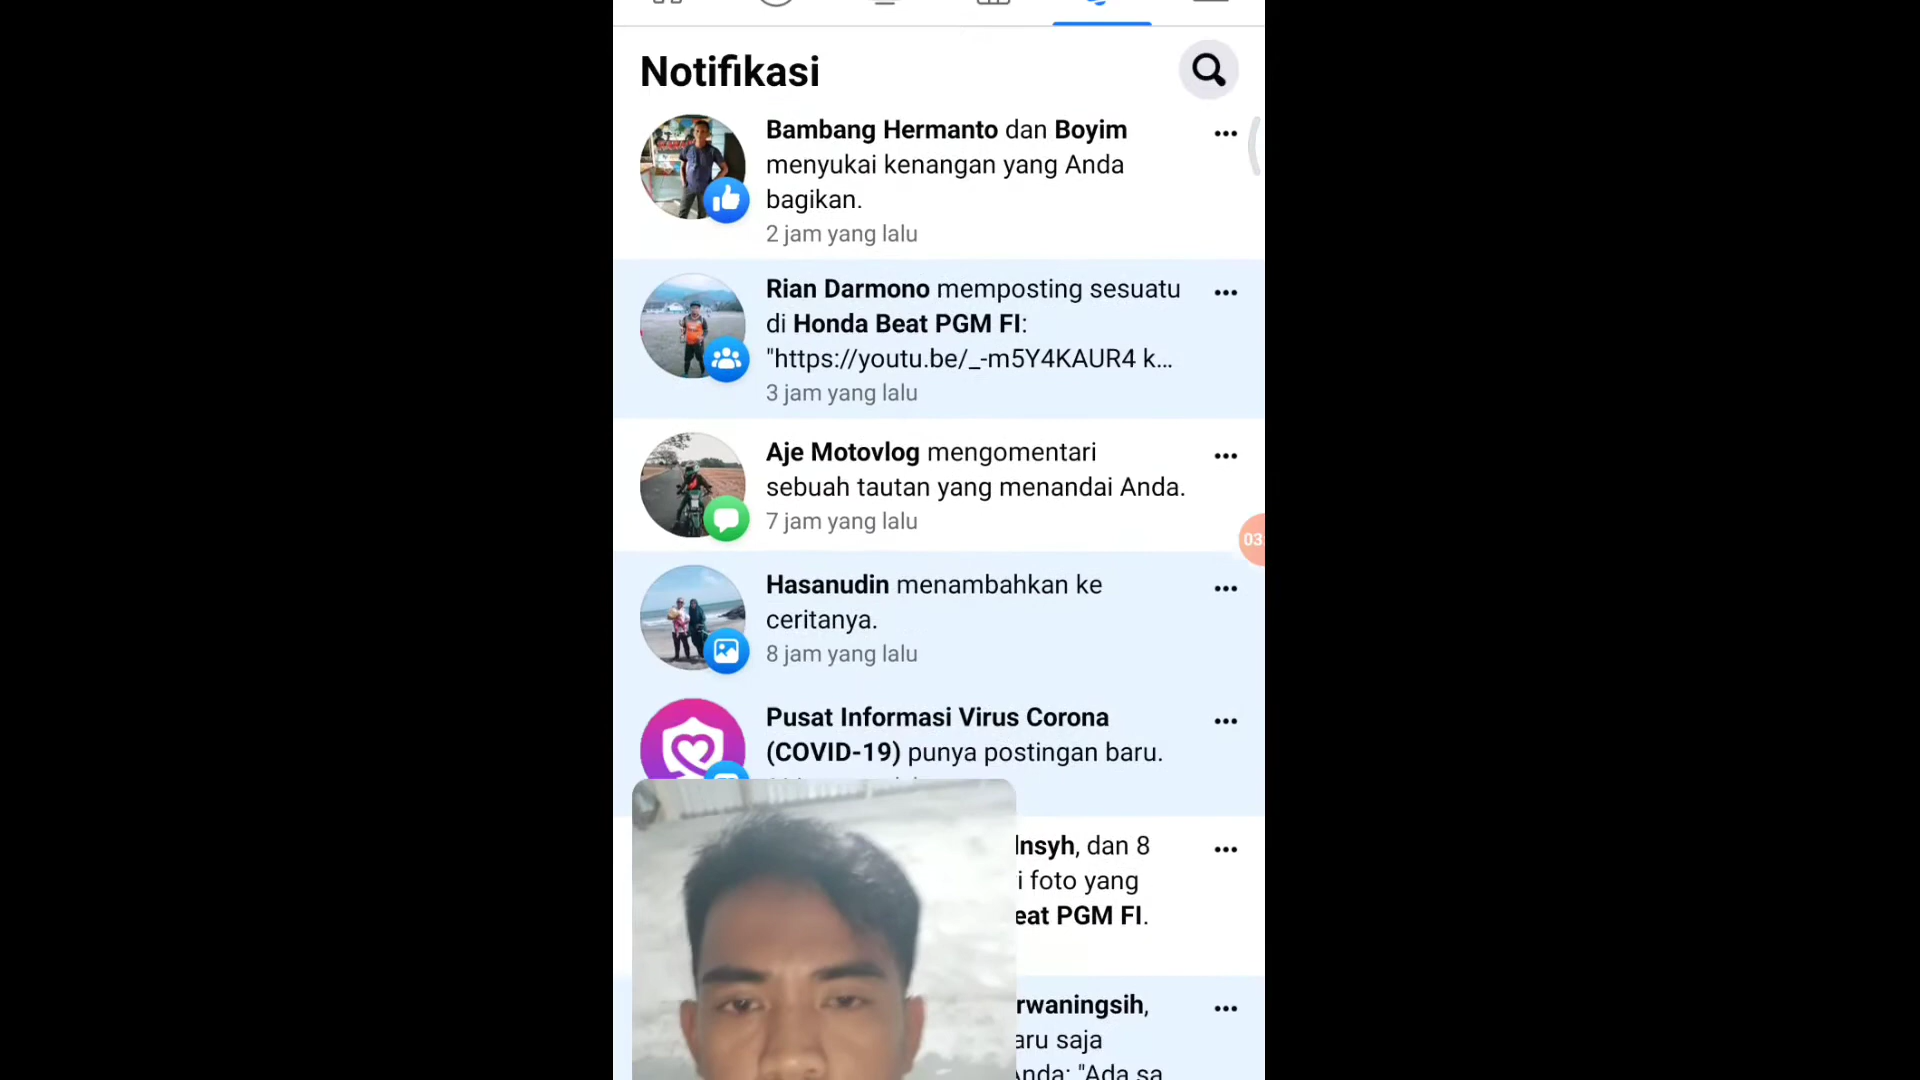 Notifikasi
Bambang Hermanto dan Boyim
menyukai kenangan yang Anda
bagikan.
2 jam yang lalu
Rian Darmono memposting sesuatu
di Honda Beat PGM FI:
"https://youtu.be/_-m5Y4KAUR4 k...
3 jam yang lalu
Aje Motovlog mengomentari
sebuah tautan yang menandai Anda.
7 jam yang lalu
03
Hasanudin menambahkan ke
ceritanya.
8 jam yang lalu
Pusat Informasi Virus Corona
(COVID-19) punya postingan baru.
nsyh, dan 8
i foto yang
eat PGM FI.
rwaningsih,
aru saja
Anda: "Ada sa